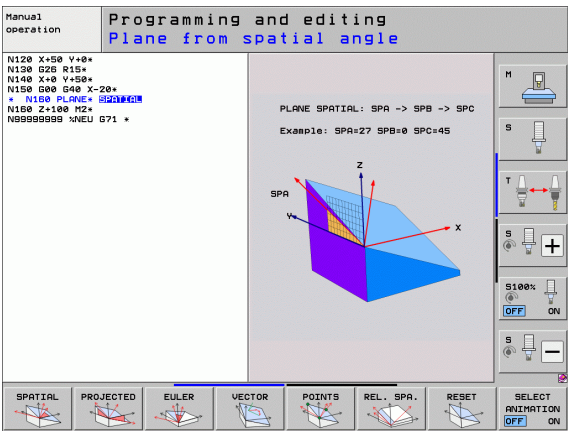 Manual
operation
Programming and editing
Plane from spatial angle
N120 X+50 Y+0*
N130 G26 R15*
N140 X+0 Y+50*
N150 G00 G40 X-20*
* N160 PLANE* SPATIAL
N160 Z+100 M2*
N99999999 %NEU G71 *
PLANE SPATIAL: SPA -> SPB -> SPC
Example: SPA=27 SPB=0 SPC=45
Z
SPA
Y
X
M
S
T
S
+
S100%
OFF ON
S
−
SPATIAL PROJECTED EULER VECTOR POINTS REL. SPA. RESET SELECT
ANIMATION
OFF ON